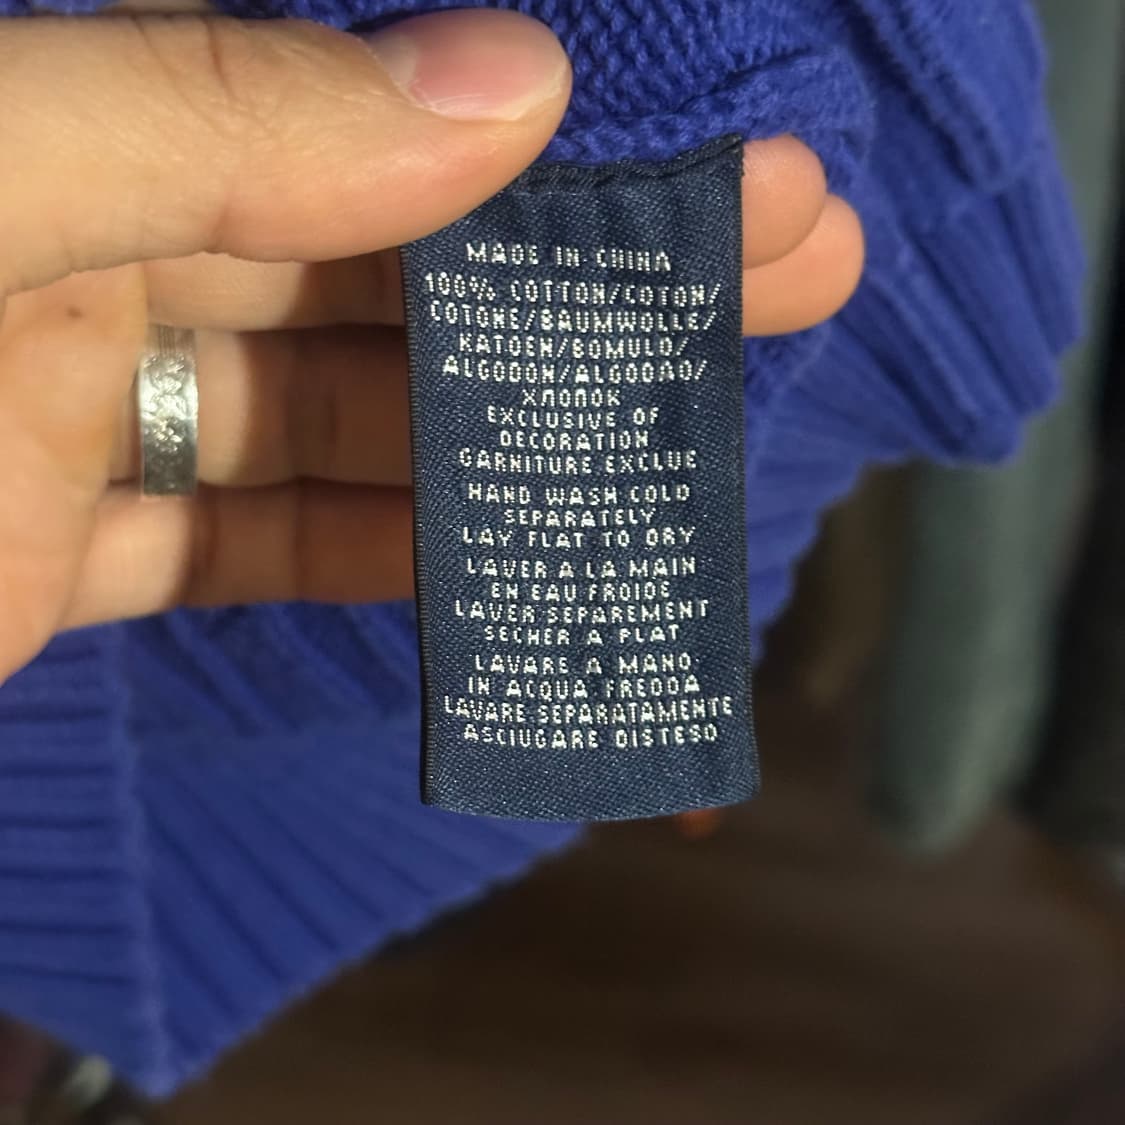 MADE IN CHINA
100% COTTON/COTON/
COTONE/BAUMWOLLE/
KATOEN/BOMULD/
ALGODON/ALGODAO/
ХЛОПОК
EXCLUSIVE OF
DECORATION
GARNITURE EXCLUE
HAND WASH COLD
SEPARATELY
LAY FLAT TO DRY
LAVER A LA MAIN
EN EAU FROIDE
LAVER SEPAREMENT
SECHER A PLAT
LAVARE A MANO
IN ACQUA FREDDA
LAVARE SEPARATAMENTE
ASCIUGARE DISTESO